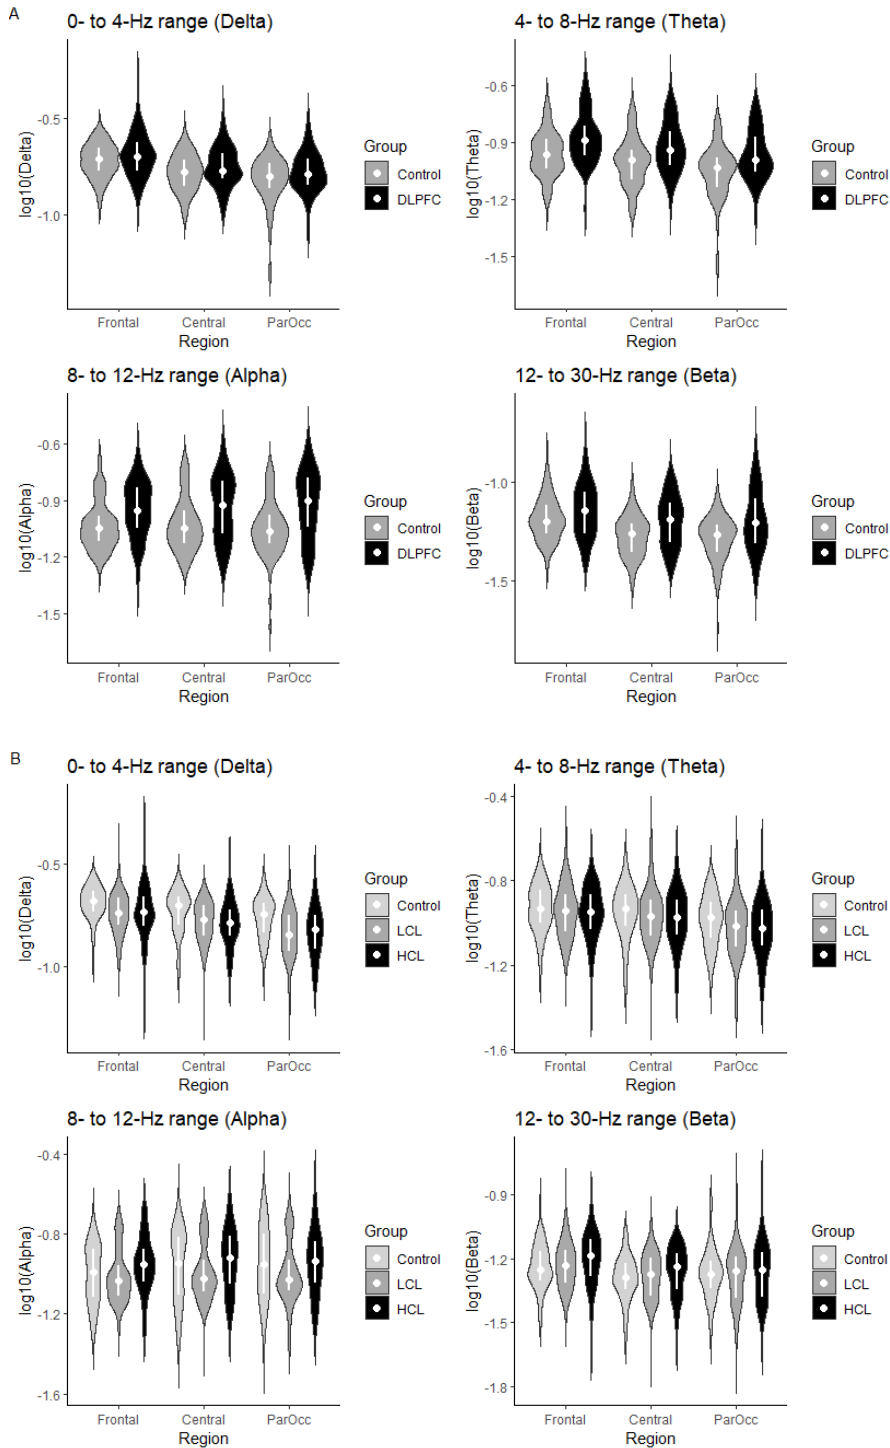 A
0- to 4-Hz range (Delta)
log10(Delta)
-0.5
-1.0
Frontal Central ParOcc
Region
Group
Control
DLPFC
4- to 8-Hz range (Theta)
log10(Theta)
-0.6
-0.9
-1.2
-1.5
Frontal Central ParOcc
Region
Group
Control
DLPFC
8- to 12-Hz range (Alpha)
log10(Alpha)
-0.6
-0.9
-1.2
-1.5
Frontal Central ParOcc
Region
Group
Control
DLPFC
12- to 30-Hz range (Beta)
log10(Beta)
-1.0
-1.5
Frontal Central ParOcc
Region
Group
Control
DLPFC
B
0- to 4-Hz range (Delta)
log10(Delta)
-0.5
-1.0
Frontal Central ParOcc
Region
Group
Control
LCL
HCL
4- to 8-Hz range (Theta)
log10(Theta)
-0.4
-0.8
-1.2
-1.6
Frontal Central ParOcc
Region
Group
Control
LCL
HCL
8- to 12-Hz range (Alpha)
log10(Alpha)
-0.4
-0.8
-1.2
-1.6
Frontal Central ParOcc
Region
Group
Control
LCL
HCL
12- to 30-Hz range (Beta)
log10(Beta)
-0.9
-1.2
-1.5
-1.8
Frontal Central ParOcc
Region
Group
Control
LCL
HCL